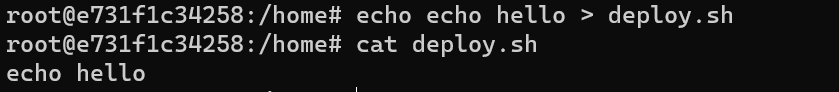 root@e731f1c34258:/home# echo echo hello > deploy.sh
root@e731f1c34258:/home# cat deploy.sh
echo hello